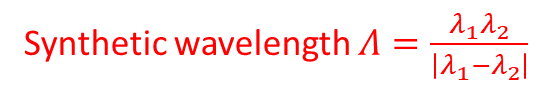 Synthetic wavelength Λ = λ₁λ₂ / |λ₁−λ₂|